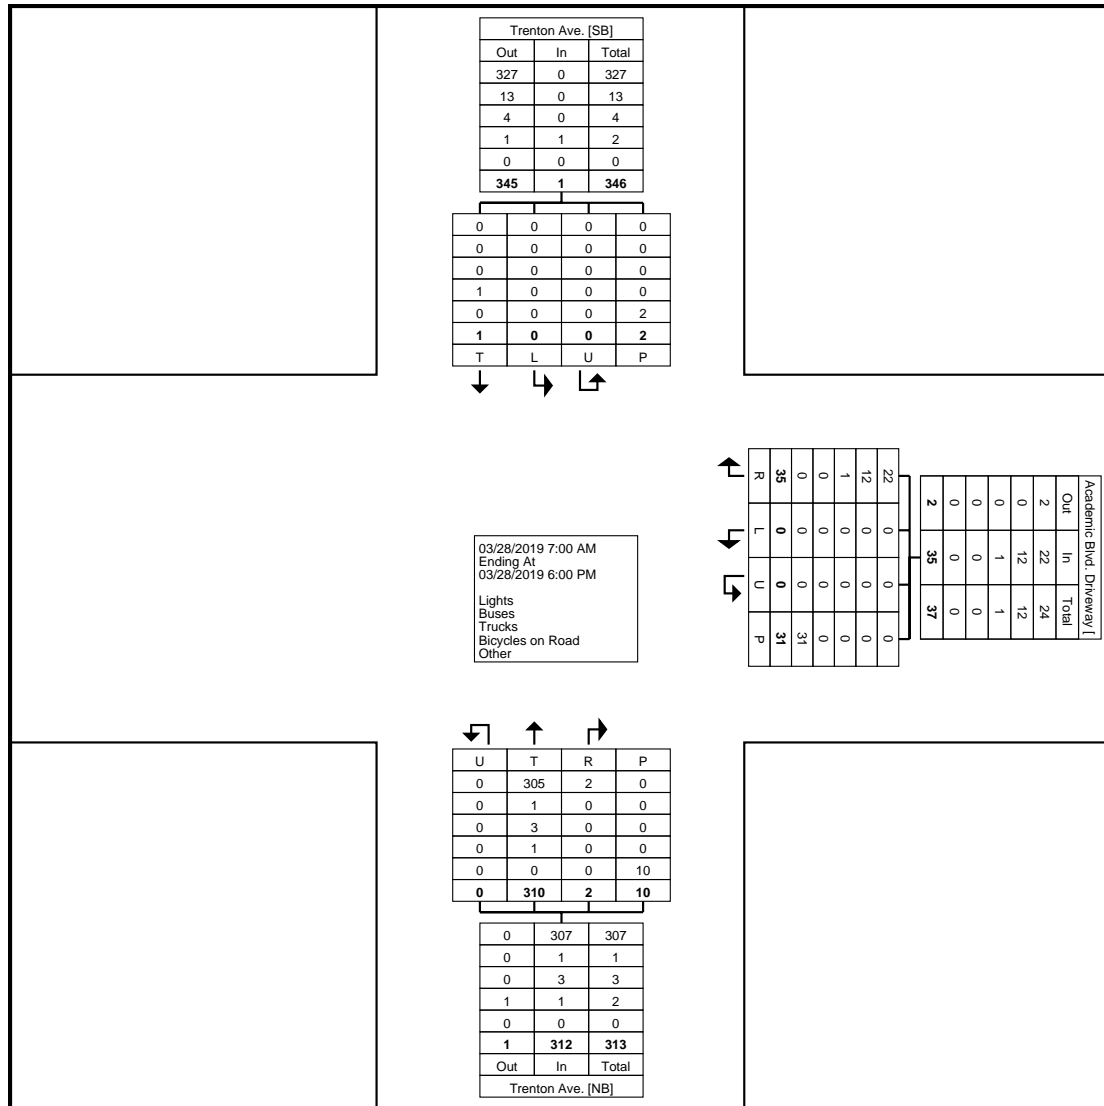 Trenton Ave. [SB]
Out In Total
327 0 327
13 0 13
4 0 4
1 1 2
0 0 0
345 1 346
0 0 0 0
0 0 0 0
0 0 0 0
1 0 0 0
0 0 0 2
1 0 0 2
T L U P
Academic Blvd. Driveway [
Out In Total
2 22 24
0 12 12
0 1 1
0 0 0
0 0 0
2 35 37
22 0 0 0
12 0 0 0
1 0 0 0
0 0 0 0
0 0 0 31
35 0 0 31
R L U P
03/28/2019 7:00 AM
Ending At
03/28/2019 6:00 PM
Lights
Buses
Trucks
Bicycles on Road
Other
U T R P
0 305 2 0
0 1 0 0
0 3 0 0
0 1 0 0
0 0 0 10
0 310 2 10
0 307 307
0 1 1
0 3 3
1 1 2
0 0 0
1 312 313
Out In Total
Trenton Ave. [NB]